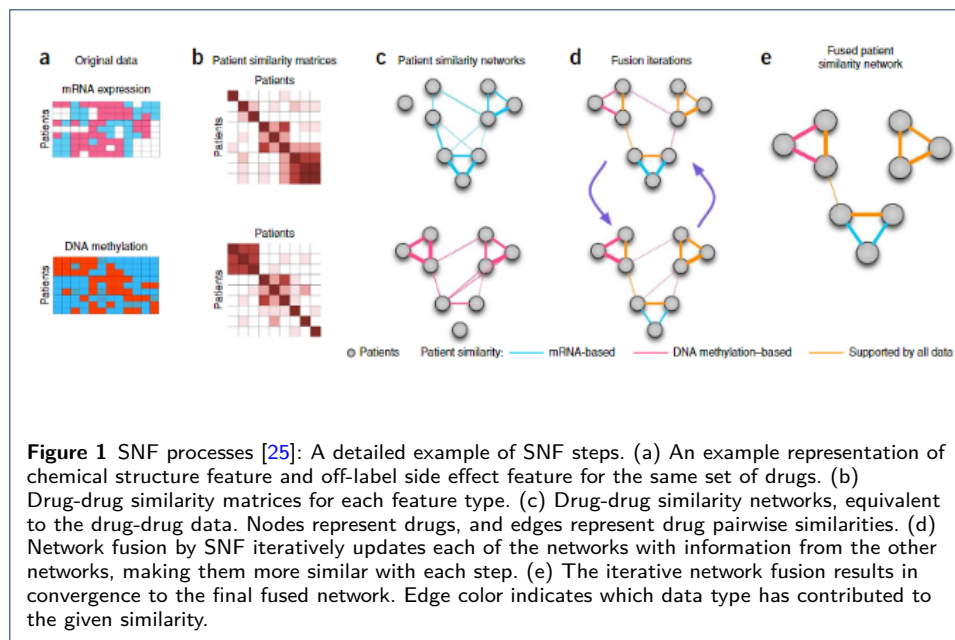 a Original data
mRNA expression
Patients
DNA methylation
Patients
b Patient similarity matrices
Patients
Patients
Patients
Patients
c Patient similarity networks
d Fusion iterations
e Fused patient
similarity network
Patients Patient similarity: mRNA-based DNA methylation–based Supported by all data
Figure 1 SNF processes [25]: A detailed example of SNF steps. (a) An example representation of
chemical structure feature and off-label side effect feature for the same set of drugs. (b)
Drug-drug similarity matrices for each feature type. (c) Drug-drug similarity networks, equivalent
to the drug-drug data. Nodes represent drugs, and edges represent drug pairwise similarities. (d)
Network fusion by SNF iteratively updates each of the networks with information from the other
networks, making them more similar with each step. (e) The iterative network fusion results in
convergence to the final fused network. Edge color indicates which data type has contributed to
the given similarity.